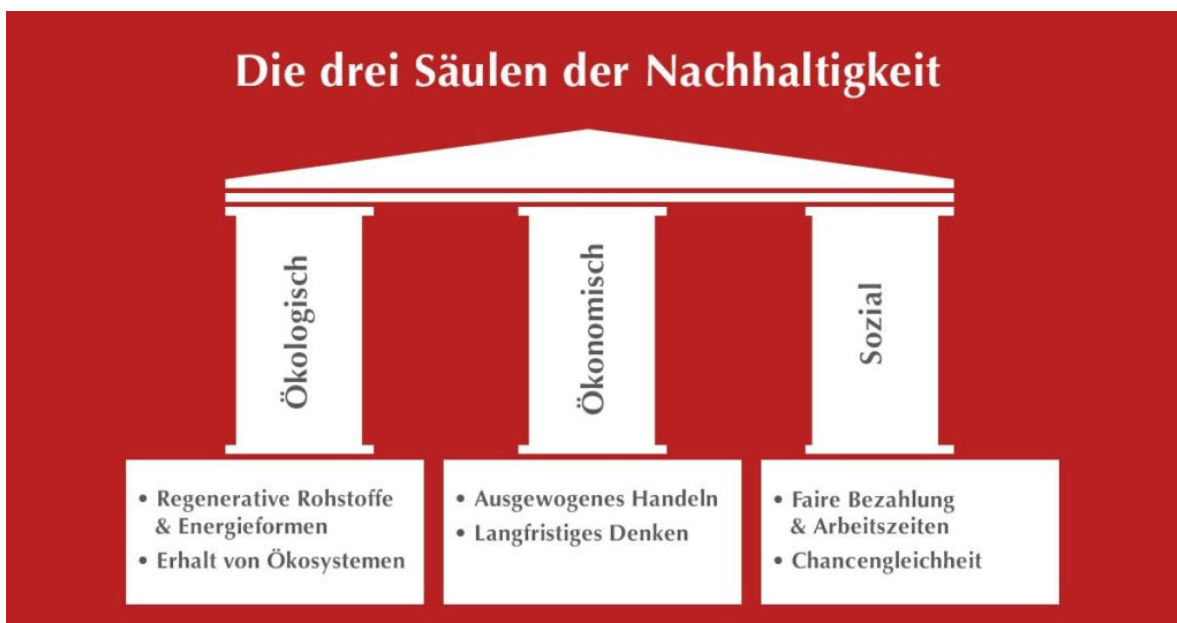 Die drei Säulen der Nachhaltigkeit
Ökologisch
Ökonomisch
Sozial
• Regenerative Rohstoffe
& Energieformen
• Erhalt von Ökosystemen
• Ausgewogenes Handeln
• Langfristiges Denken
• Faire Bezahlung
& Arbeitszeiten
• Chancengleichheit